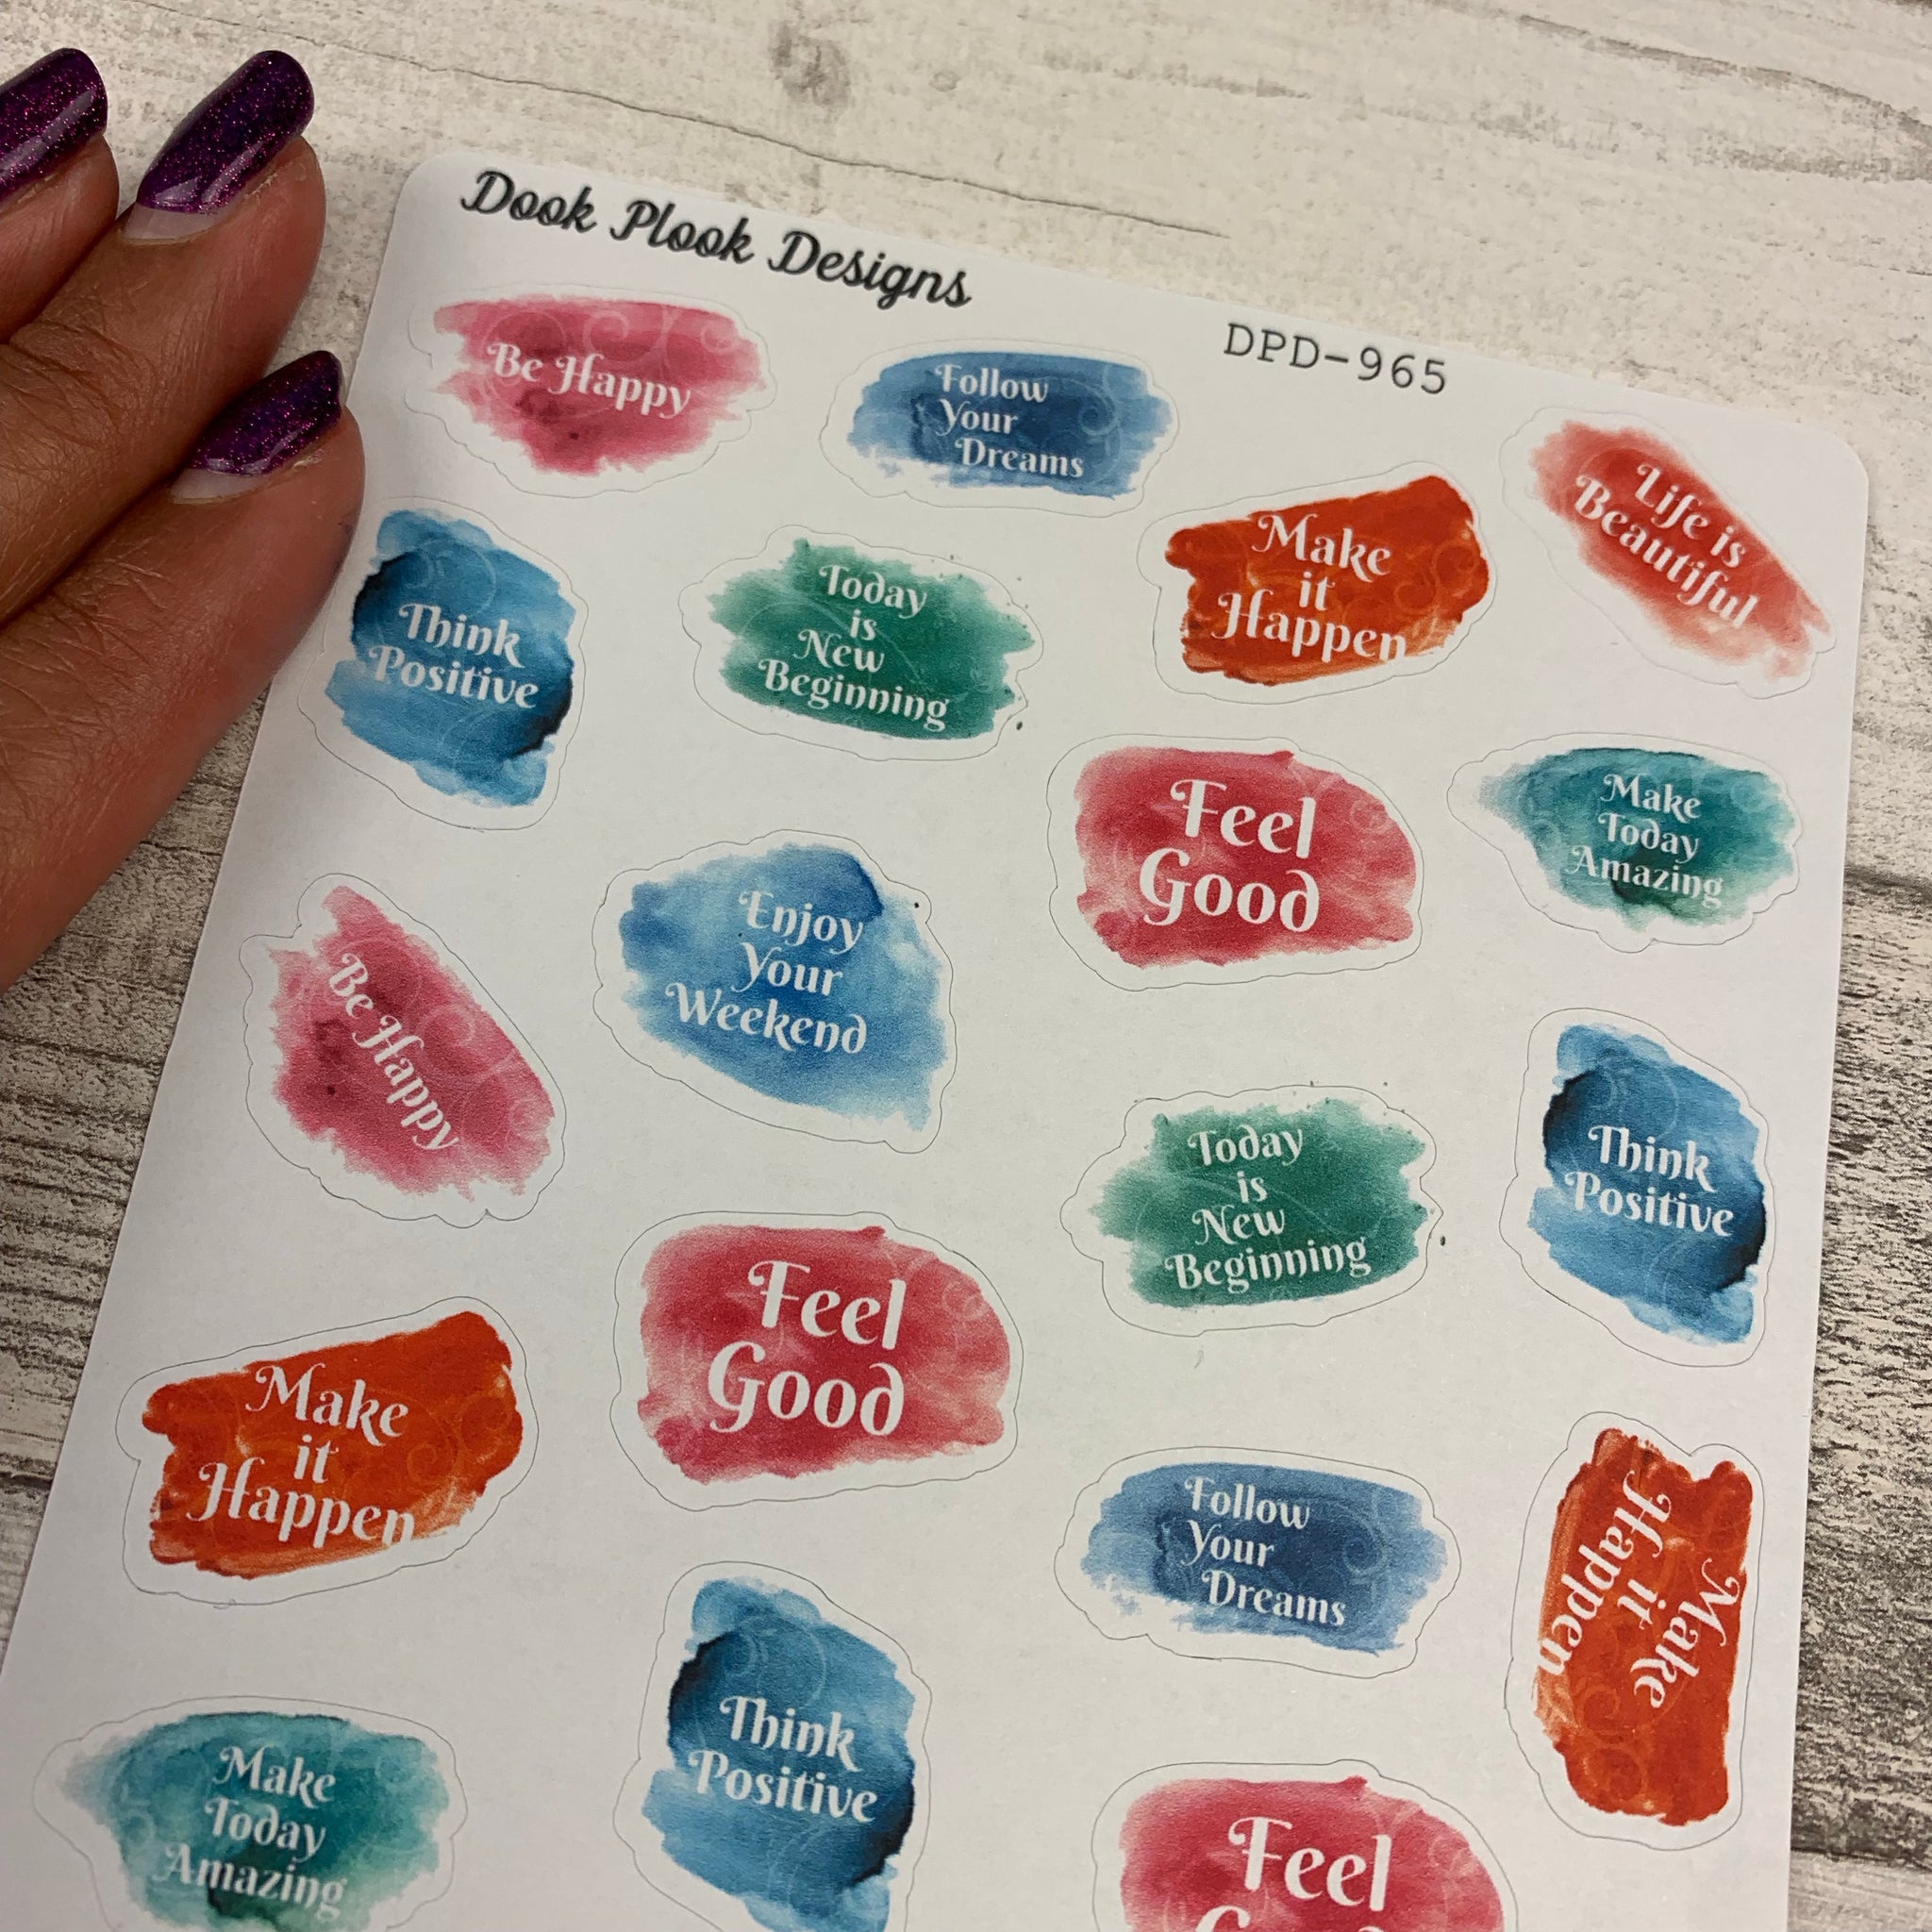 Dook Plook Designs
DPD-965
Be Happy
Follow
Your
Dreams
Make
it
Happen
Life is
Beautiful
Think
Positive
Today
is
New
Beginning
Feel
Good
Make
Today
Amazing
Be Happy
Enjoy
Your
Weekend
Today
is
New
Beginning
Think
Positive
Make
it
Happen
Feel
Good
Follow
Your
Dreams
Make
it
Happen
Make
Today
Amazing
Think
Positive
Feel